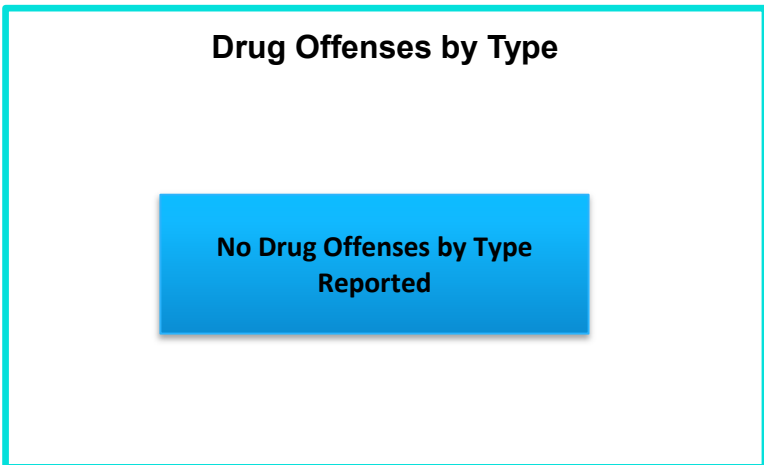 Drug Offenses by Type
No Drug Offenses by Type
Reported